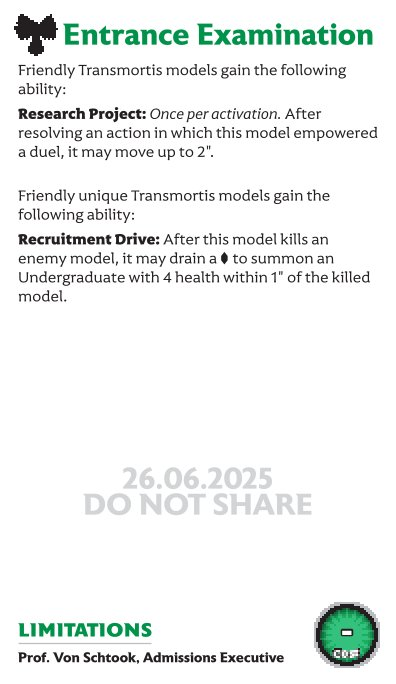 Entrance Examination
Friendly Transmortis models gain the following
ability:
Research Project: Once per activation. After
resolving an action in which this model empowered
a duel, it may move up to 2".
Friendly unique Transmortis models gain the
following ability:
Recruitment Drive: After this model kills an
enemy model, it may drain a to summon an
Undergraduate with 4 health within 1" of the killed
model.
26.06.2025
DO NOT SHARE
LIMITATIONS
Prof. Von Schtook, Admissions Executive